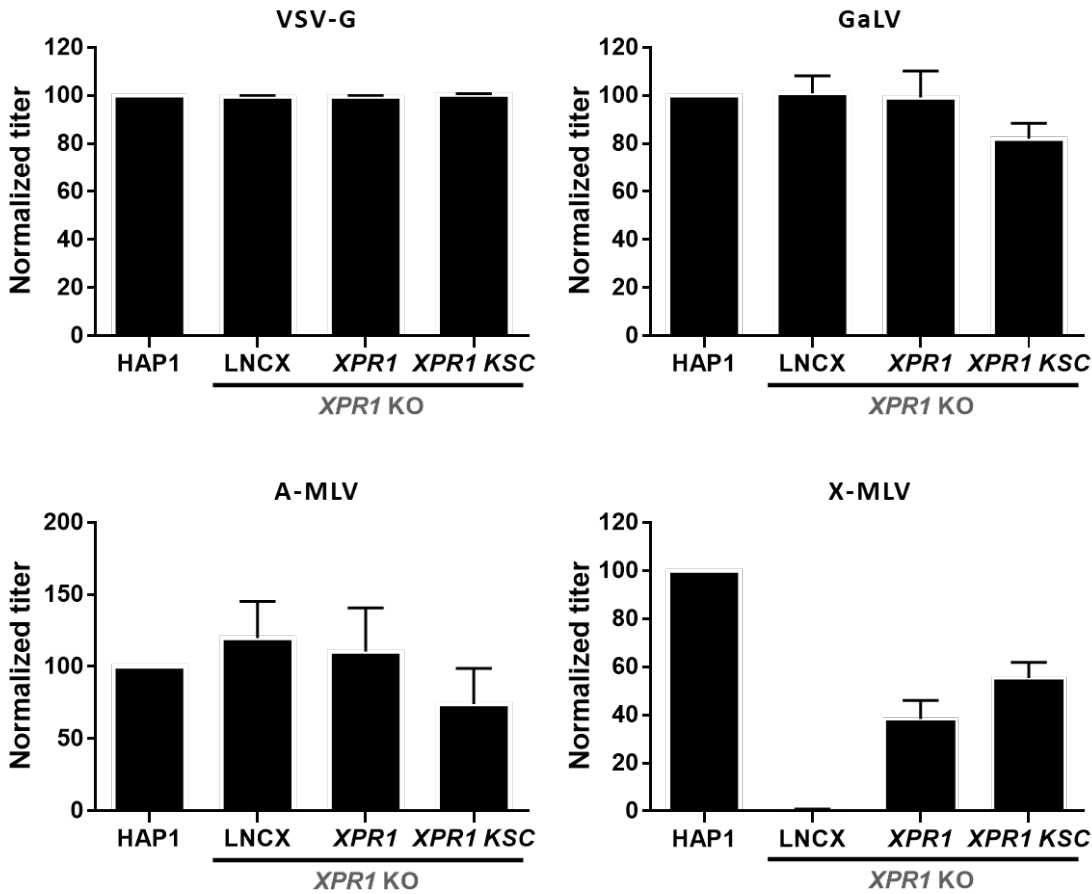 VSV-G
Normalized titer
120
100
80
60
40
20
0
HAP1 LNCX XPR1 XPR1 KSC
XPR1 KO
GaLV
Normalized titer
120
100
80
60
40
20
0
HAP1 LNCX XPR1 XPR1 KSC
XPR1 KO
A-MLV
Normalized titer
200
150
100
50
0
HAP1 LNCX XPR1 XPR1 KSC
XPR1 KO
X-MLV
Normalized titer
120
100
80
60
40
20
0
HAP1 LNCX XPR1 XPR1 KSC
XPR1 KO